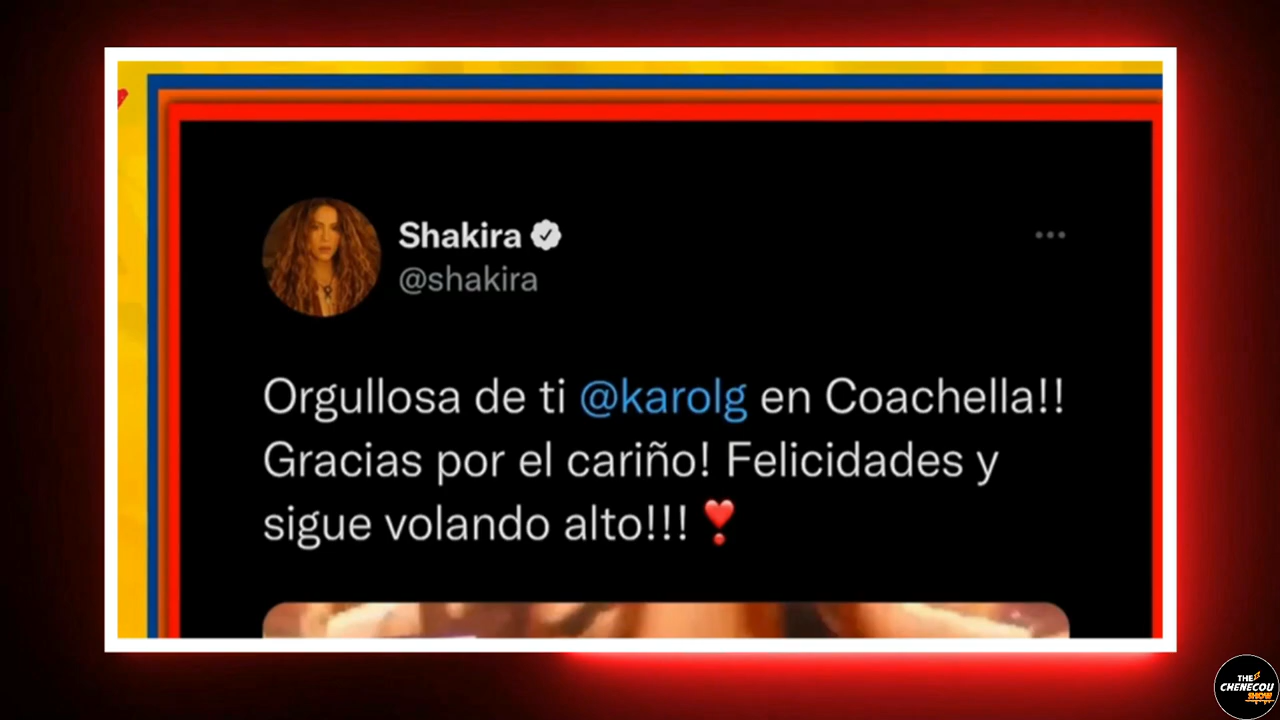 Shakira
@shakira
Orgullosa de ti @karolg en Coachella!!
Gracias por el cariño! Felicidades y
sigue volando alto!!! ❣️
THE
CHENECOU
SHOW